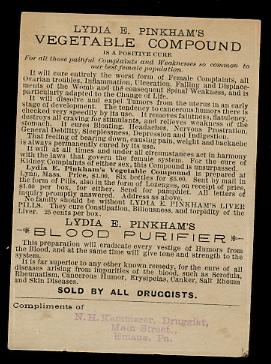 LYDIA E. PINKHAM'S
VEGETABLE COMPOUND
IS A POSITIVE CURE
For all those painful Complaints and Weaknesses so common to
our best female population.
It will cure entirely the worst form of Female Complaints, all
Ovarian troubles, Inflammation, Ulceration, Falling and Displace-
ments of the Womb and the consequent Spinal Weakness, and is
particularly adapted to the Change of Life.
It will dissolve and expel Tumors from the uterus in an early
stage of development. The tendency to cancerous humors there is
checked very speedily by its use. It removes faintness, flatulency,
destroys all craving for stimulants, and relieves weakness of the
stomach. It cures Bloating, Headaches, Nervous Prostration,
General Debility, Sleeplessness, Depression and Indigestion.
That feeling of bearing down, causing pain, weight and backache,
is always permanently cured by its use.
It will at all times and under all circumstances act in harmony
with the laws that govern the female system. For the cure of
Kidney Complaints of either sex, this Compound is unsurpassed.
Lydia E. Pinkham's Vegetable Compound is prepared at
Lynn, Mass. Price, $1.00. Six bottles for $5.00. Sent by mail in
the form of pills, also in the form of Lozenges, on receipt of price,
$1.00 per box, for either. Send for pamphlet. All letters of
inquiry promptly answered. Address as above.
No family should be without LYDIA E. PINKHAM'S LIVER
PILLS. They cure Constipation, Biliousness, and torpidity of the
Liver. 25 cents per box.
LYDIA E. PINKHAM'S
BLOOD PURIFIER
This preparation will eradicate every vestige of Humors from
the Blood, and at the same time will give tone and strength to the
system.
It is far superior to any other known remedy, for the cure of all
diseases arising from impurities of the blood, such as Scrofula,
Rheumatism, Cancerous Humor, Erysipelas, Canker, Salt Rheum
and Skin Diseases.
SOLD BY ALL DRUGGISTS.
Compliments of
N. H. Druggist,
Main Street,
Emaus, Pa.